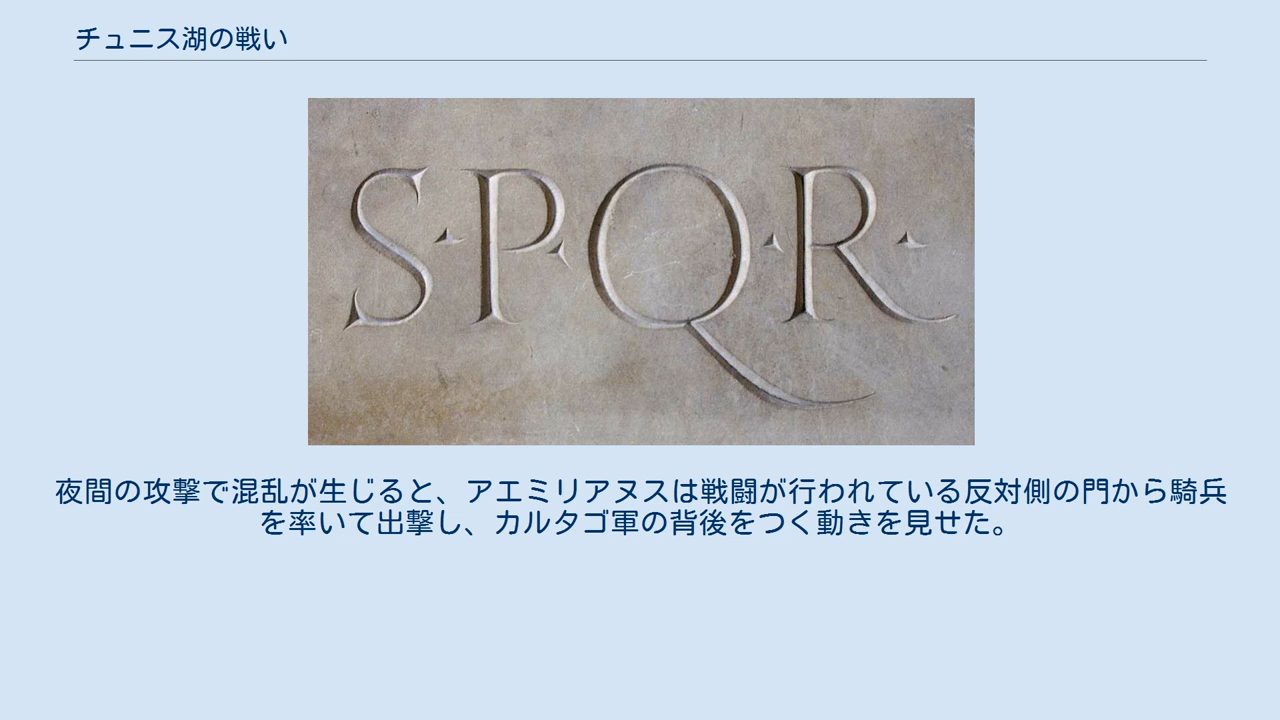 チュニス湖の戦い
S·P·Q·R·
夜間の攻撃で混乱が生じると、アエミリアヌスは戦闘が行われている反対側の門から騎兵
を率いて出撃し、カルタゴ軍の背後をつく動きを見せた。